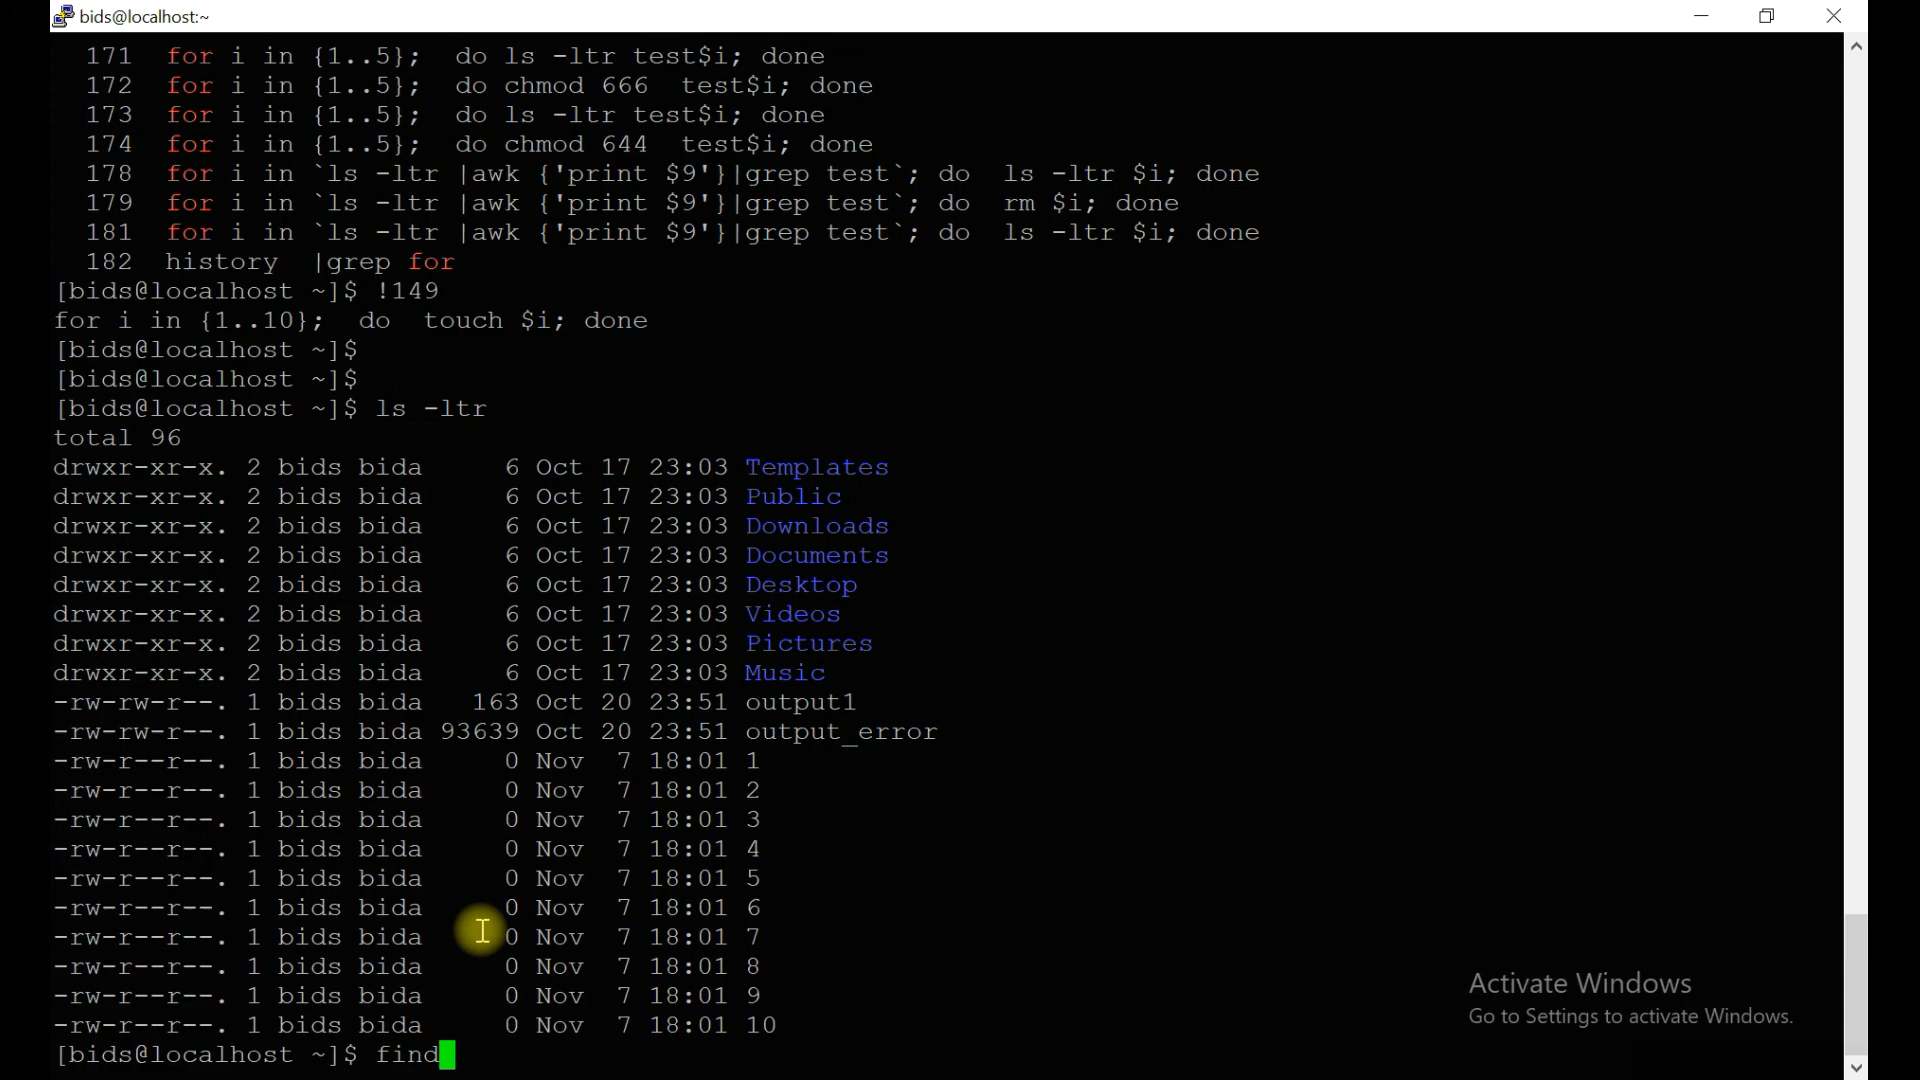 bids@localhost:~
171 for i in {1..5}; do ls -ltr test$i; done
172 for i in {1..5}; do chmod 666 test$i; done
173 for i in {1..5}; do ls -ltr test$i; done
174 for i in {1..5}; do chmod 644 test$i; done
178 for i in `ls -ltr |awk {'print $9'}|grep test`; do ls -ltr $i; done
179 for i in `ls -ltr |awk {'print $9'}|grep test`; do rm $i; done
181 for i in `ls -ltr |awk {'print $9'}|grep test`; do ls -ltr $i; done
182 history |grep for
[bids@localhost ~]$ !149
for i in {1..10}; do touch $i; done
[bids@localhost ~]$
[bids@localhost ~]$
[bids@localhost ~]$ ls -ltr
total 96
drwxr-xr-x. 2 bids bida 6 Oct 17 23:03 Templates
drwxr-xr-x. 2 bids bida 6 Oct 17 23:03 Public
drwxr-xr-x. 2 bids bida 6 Oct 17 23:03 Downloads
drwxr-xr-x. 2 bids bida 6 Oct 17 23:03 Documents
drwxr-xr-x. 2 bids bida 6 Oct 17 23:03 Desktop
drwxr-xr-x. 2 bids bida 6 Oct 17 23:03 Videos
drwxr-xr-x. 2 bids bida 6 Oct 17 23:03 Pictures
drwxr-xr-x. 2 bids bida 6 Oct 17 23:03 Music
-rw-rw-r--. 1 bids bida 163 Oct 20 23:51 output1
-rw-rw-r--. 1 bids bida 93639 Oct 20 23:51 output_error
-rw-r--r--. 1 bids bida 0 Nov 7 18:01 1
-rw-r--r--. 1 bids bida 0 Nov 7 18:01 2
-rw-r--r--. 1 bids bida 0 Nov 7 18:01 3
-rw-r--r--. 1 bids bida 0 Nov 7 18:01 4
-rw-r--r--. 1 bids bida 0 Nov 7 18:01 5
-rw-r--r--. 1 bids bida 0 Nov 7 18:01 6
-rw-r--r--. 1 bids bida 0 Nov 7 18:01 7
-rw-r--r--. 1 bids bida 0 Nov 7 18:01 8
-rw-r--r--. 1 bids bida 0 Nov 7 18:01 9
-rw-r--r--. 1 bids bida 0 Nov 7 18:01 10
[bids@localhost ~]$ find
Activate Windows
Go to Settings to activate Windows.